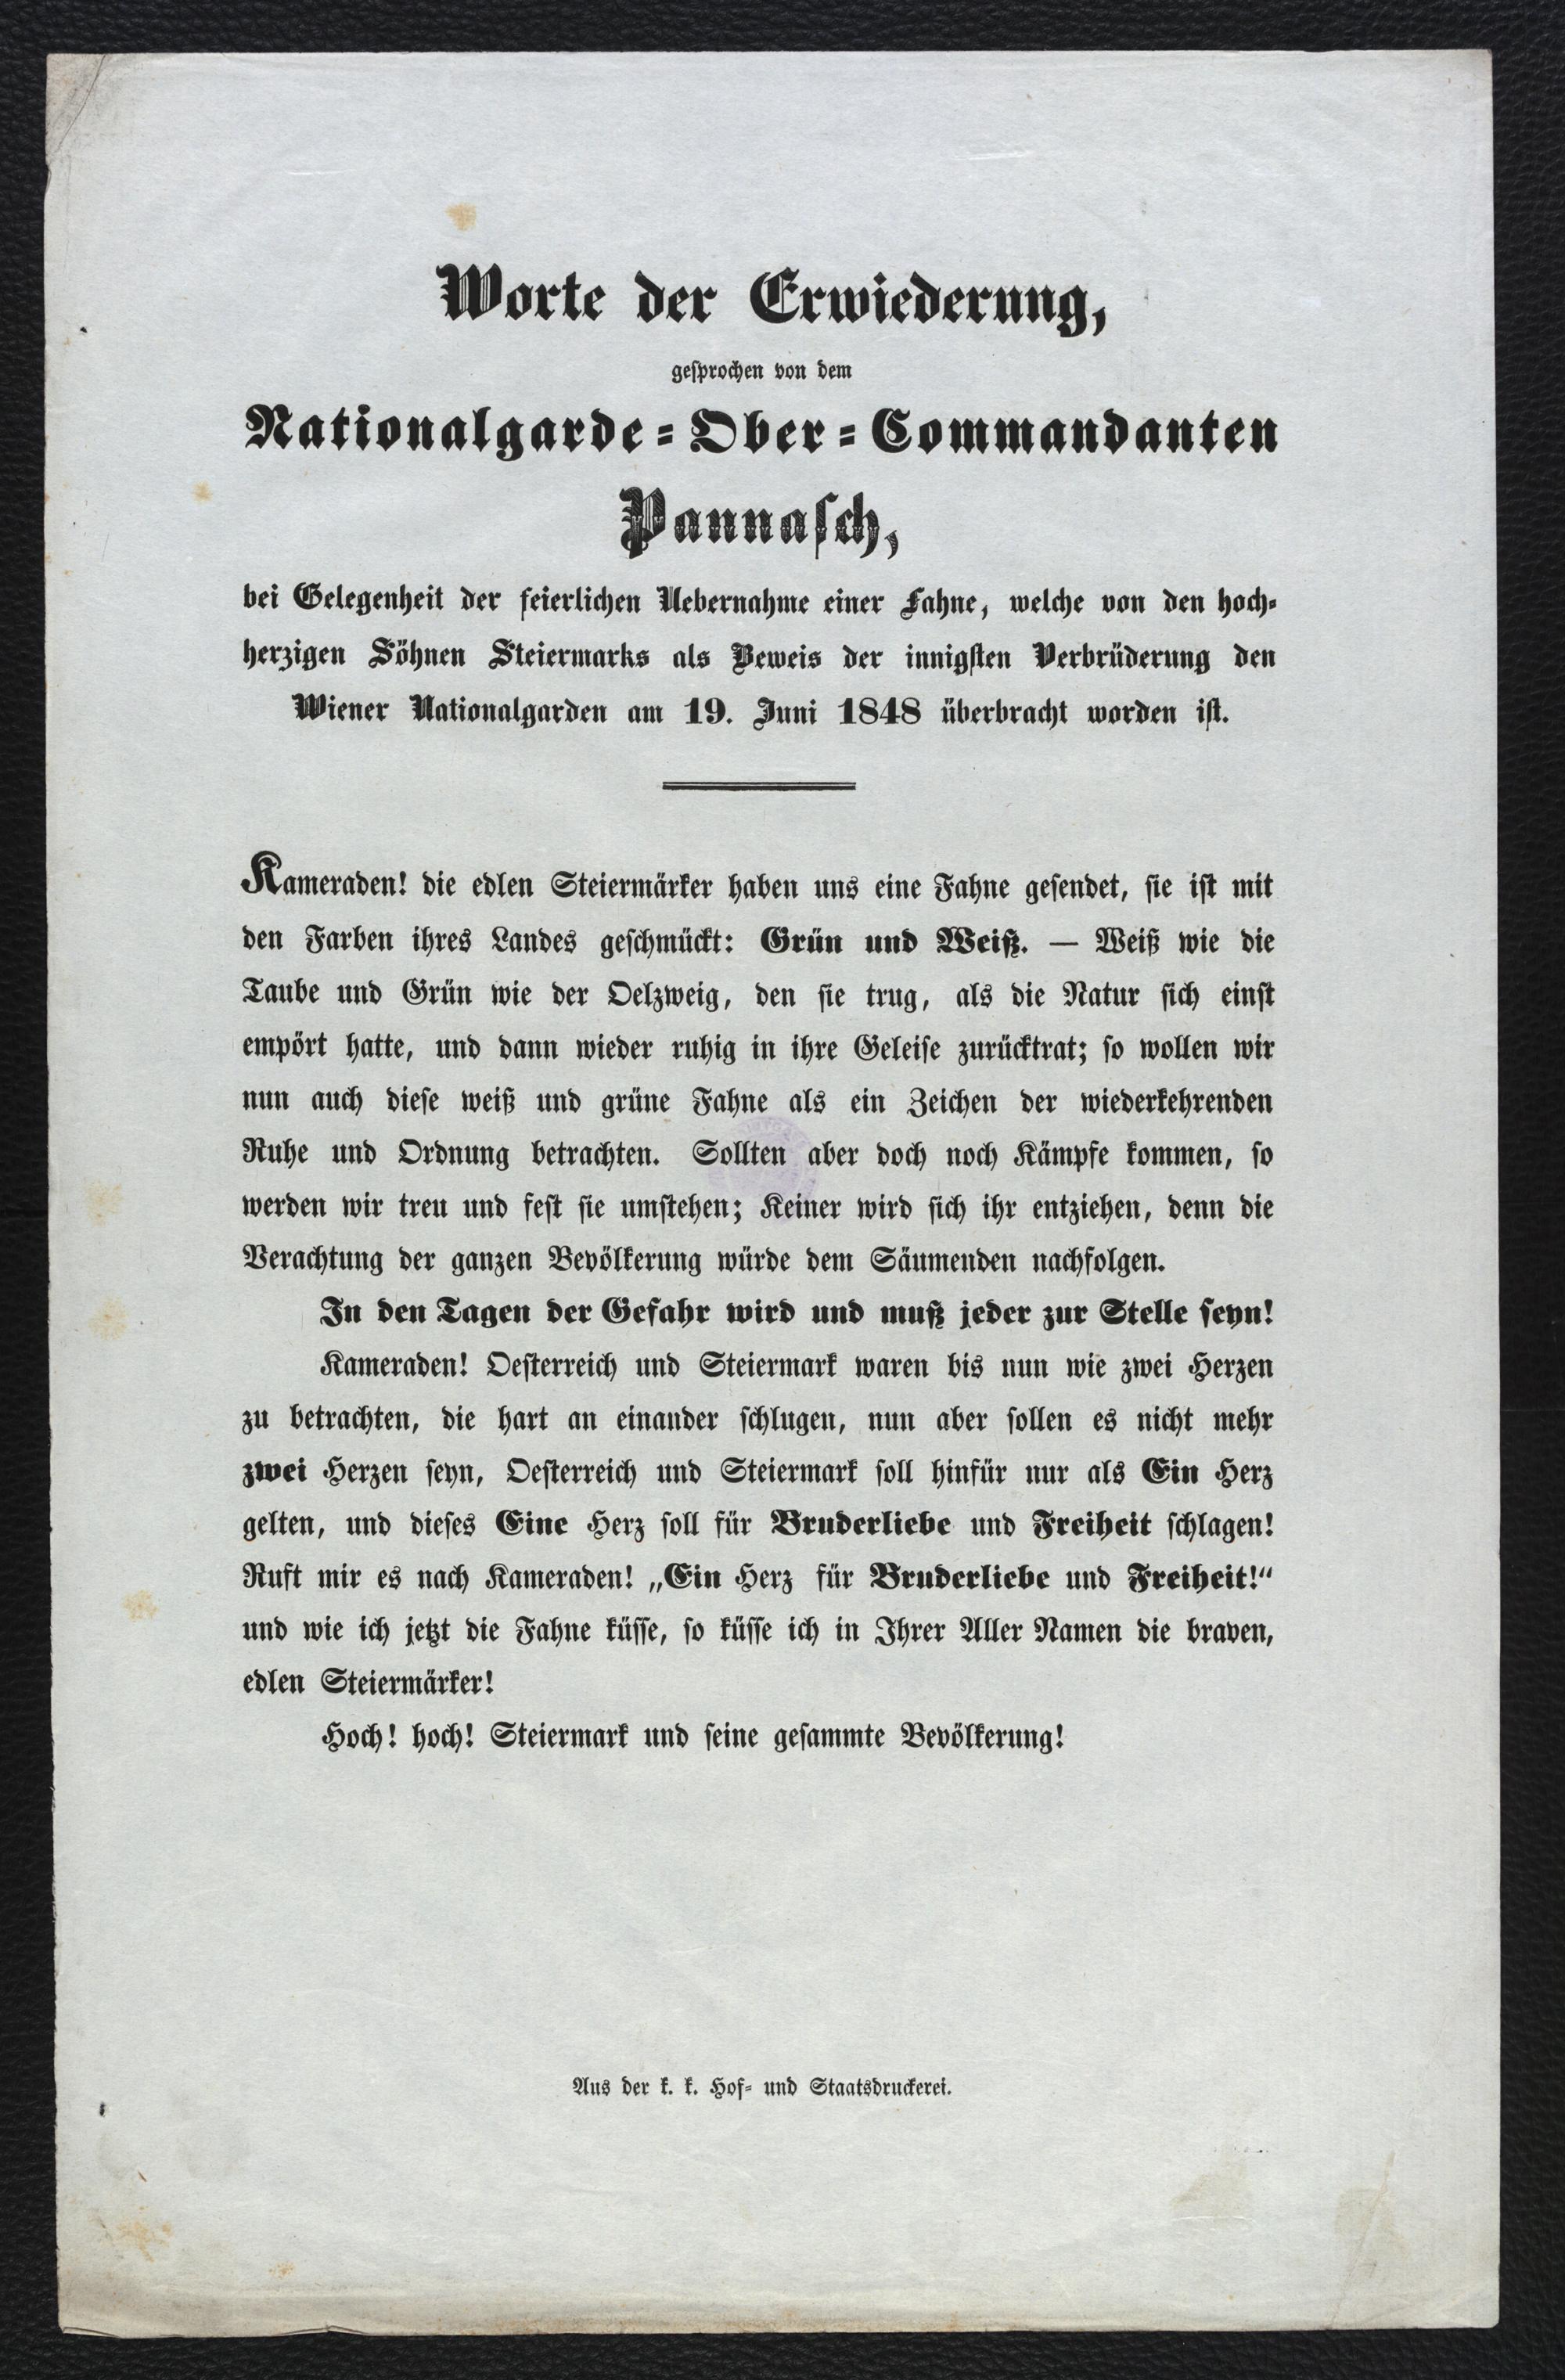 Worte der Erwiederung,
gesprochen von dem
Nationalgarde-Ober-Commandanten
Pannasch,
bei Gelegenheit der feierlichen Uebernahme einer Fahne, welche von den hoch-
herzigen Söhnen Steiermarks als Beweis der innigsten Verbrüderung den
Wiener Nationalgarden am 19. Juni 1848 überbracht worden ist.
Kameraden! die edlen Steiermärker haben uns eine Fahne gesendet, sie ist mit
den Farben ihres Landes geschmückt: Grün und Weiß. — Weiß wie die
Taube und Grün wie der Oelzweig, den sie trug, als die Natur sich einst
empört hatte, und dann wieder ruhig in ihre Geleise zurücktrat; so wollen wir
nun auch diese weiß und grüne Fahne als ein Zeichen der wiederkehrenden
Ruhe und Ordnung betrachten. Sollten aber doch noch Kämpfe kommen, so
werden wir treu und fest sie umstehen; Keiner wird sich ihr entziehen, denn die
Verachtung der ganzen Bevölkerung würde dem Säumenden nachfolgen.
In den Tagen der Gefahr wird und muß jeder zur Stelle seyn!
Kameraden! Oesterreich und Steiermark waren bis nun wie zwei Herzen
zu betrachten, die hart an einander schlugen, nun aber sollen es nicht mehr
zwei Herzen seyn, Oesterreich und Steiermark soll hinfür nur als Ein Herz
gelten, und dieses Eine Herz soll für Bruderliebe und Freiheit schlagen!
Ruft mir es nach Kameraden! „Ein Herz für Bruderliebe und Freiheit!“
und wie ich jetzt die Fahne küsse, so küsse ich in Ihrer Aller Namen die braven,
edlen Steiermärker!
Hoch! hoch! Steiermark und seine gesammte Bevölkerung!
Aus der k. k. Hof- und Staatsdruckerei.